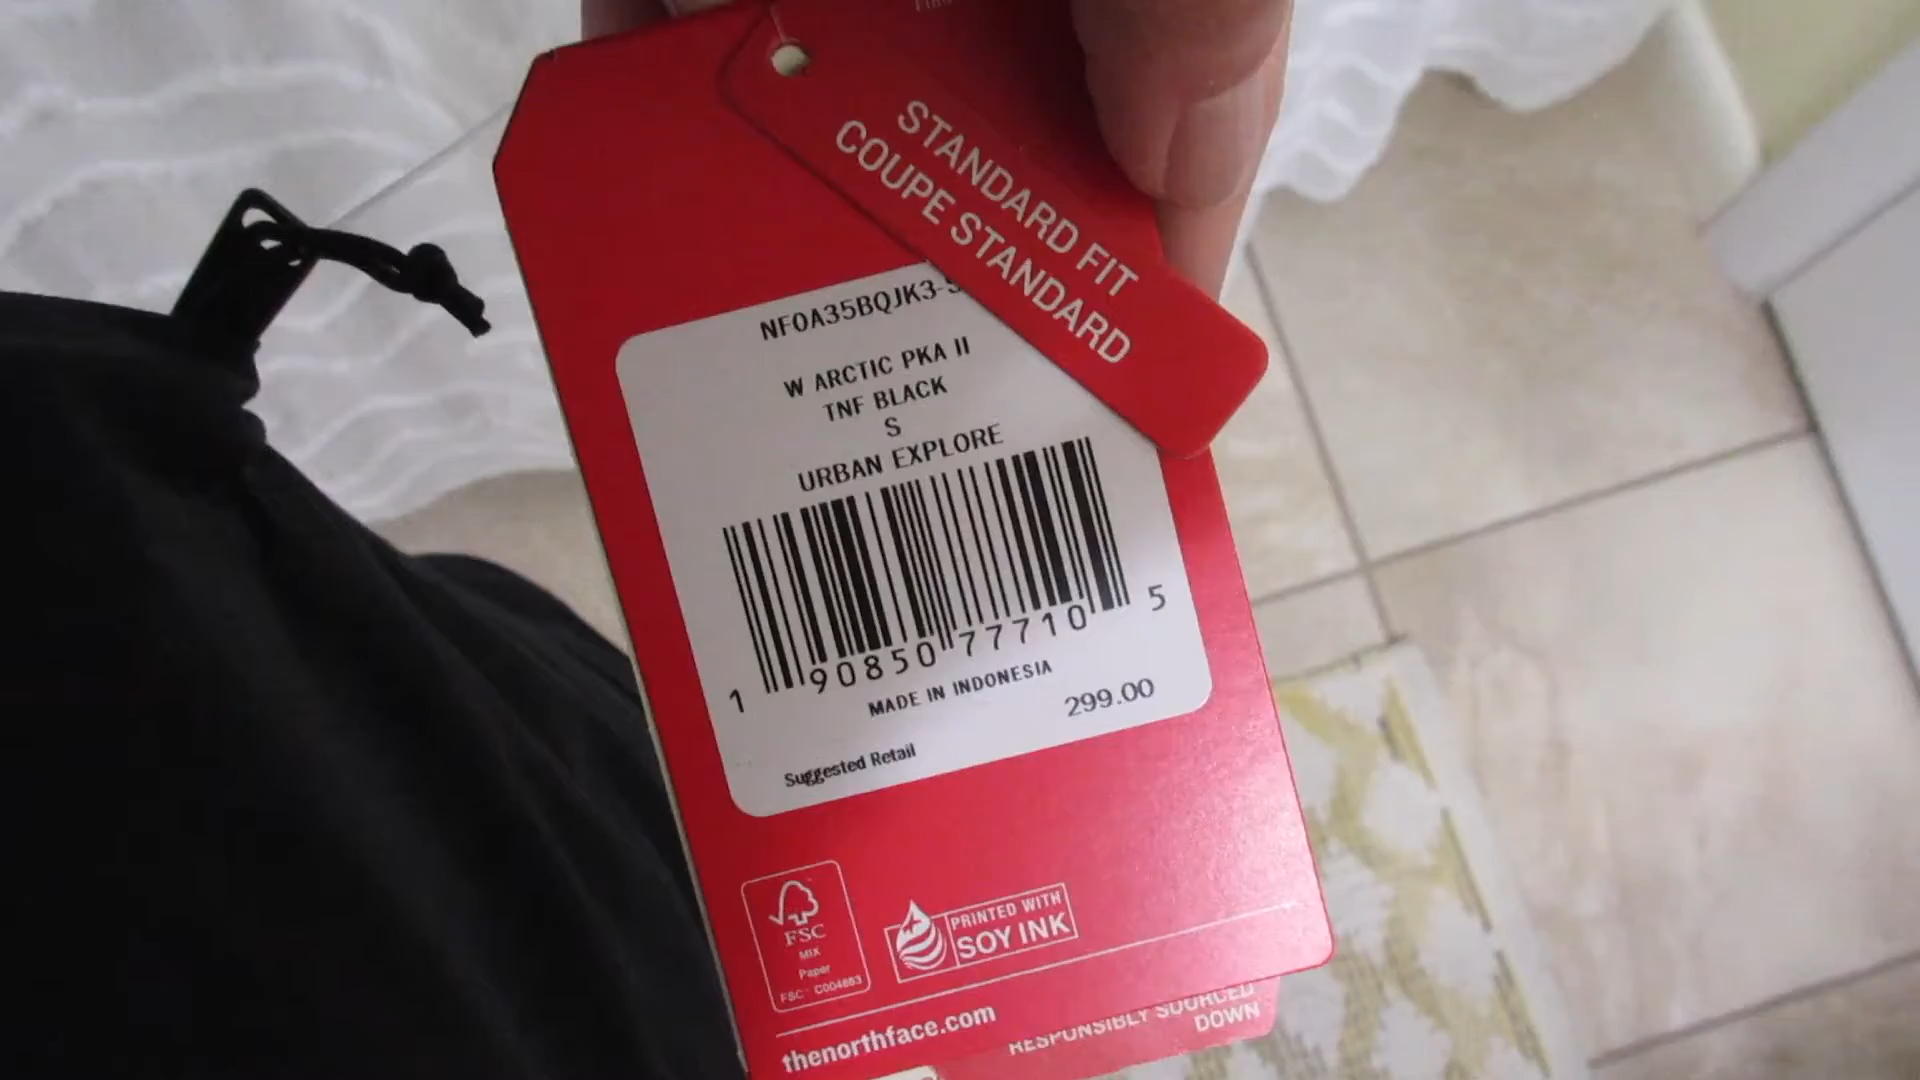 STANDARD FIT
COUPE STANDARD
NF0A35BQJK3-
W ARCTIC PKA II
TNF BLACK
S
URBAN EXPLORE
1 90850 77710 5
MADE IN INDONESIA
299.00
Suggested Retail
FSC
MIX
Paper
FSC C004883
PRINTED WITH
SOY INK
thenorthface.com
RESPONSIBLY SOURCED
DOWN